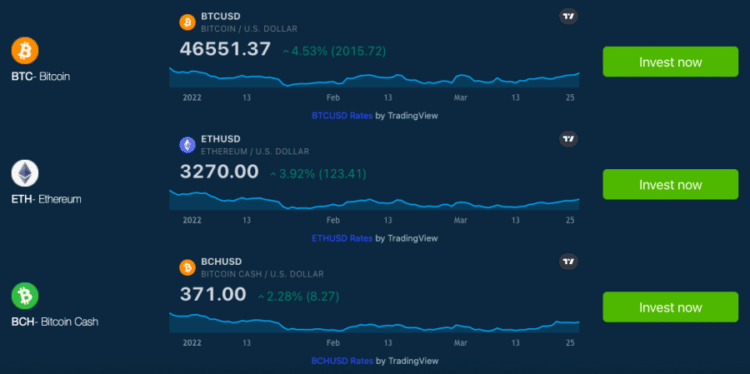 BTCUSD
BITCOIN / U.S. DOLLAR
46551.37 4.53% (2015.72)
BTC- Bitcoin
Invest now
2022 13 Feb 13 Mar 13 25
BTCUSD Rates by TradingView
ETHUSD
ETHEREUM / U.S. DOLLAR
3270.00 3.92% (123.41)
ETH- Ethereum
Invest now
2022 13 Feb 13 Mar 13 25
ETHUSD Rates by TradingView
BCHUSD
BITCOIN CASH / U.S. DOLLAR
371.00 2.28% (8.27)
BCH- Bitcoin Cash
Invest now
2022 13 Feb 13 Mar 13 25
BCHUSD Rates by TradingView